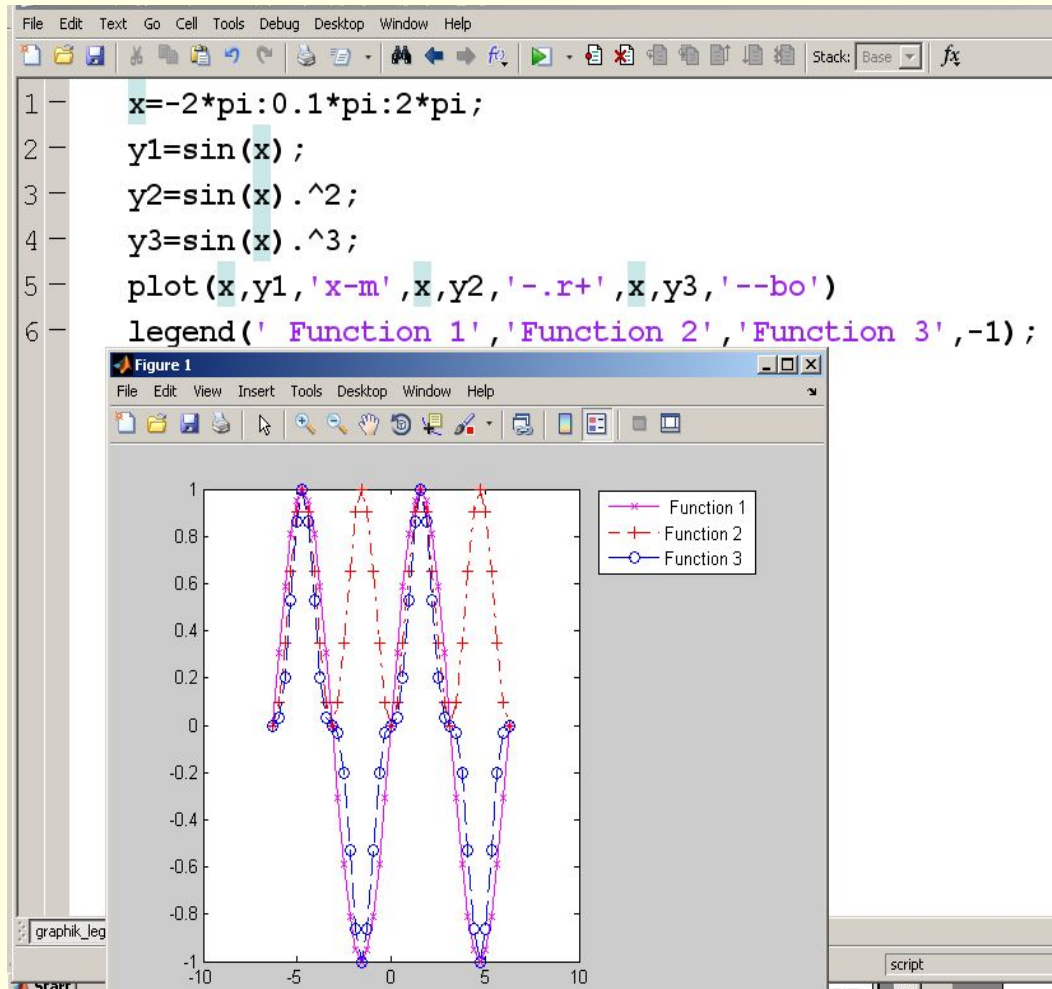 File Edit Text Go Cell Tools Debug Desktop Window Help
Stack: Base fx
1 x=-2*pi:0.1*pi:2*pi;
2 y1=sin(x);
3 y2=sin(x).^2;
4 y3=sin(x).^3;
5 plot(x,y1,'x-m',x,y2,'-.r+',x,y3,'--bo')
6 legend(' Function 1','Function 2','Function 3',-1);
Figure 1
File Edit View Insert Tools Desktop Window Help
1
0.8
0.6
0.4
0.2
0
-0.2
-0.4
-0.6
-0.8
-1
-10 -5 0 5 10
Function 1
Function 2
Function 3
graphik_leg
script
Start